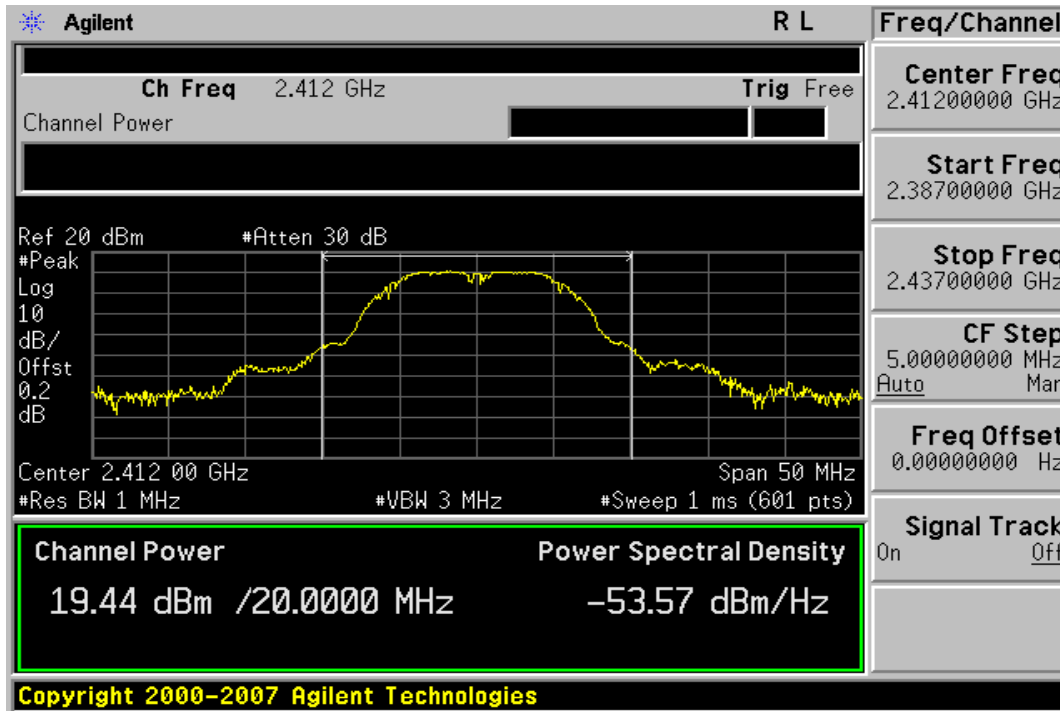 Agilent R L
Ch Freq 2.412 GHz Trig Free
Channel Power
Ref 20 dBm #Atten 30 dB
#Peak
Log
10
dB/
Offst
0.2
dB
Center 2.412 00 GHz Span 50 MHz
#Res BW 1 MHz #VBW 3 MHz #Sweep 1 ms (601 pts)
Channel Power Power Spectral Density
19.44 dBm /20.0000 MHz -53.57 dBm/Hz
Copyright 2000-2007 Agilent Technologies
Freq/Channel
Center Freq
2.41200000 GHz
Start Freq
2.38700000 GHz
Stop Freq
2.43700000 GHz
CF Step
5.00000000 MHz
Auto Man
Freq Offset
0.00000000 Hz
Signal Track
On Off